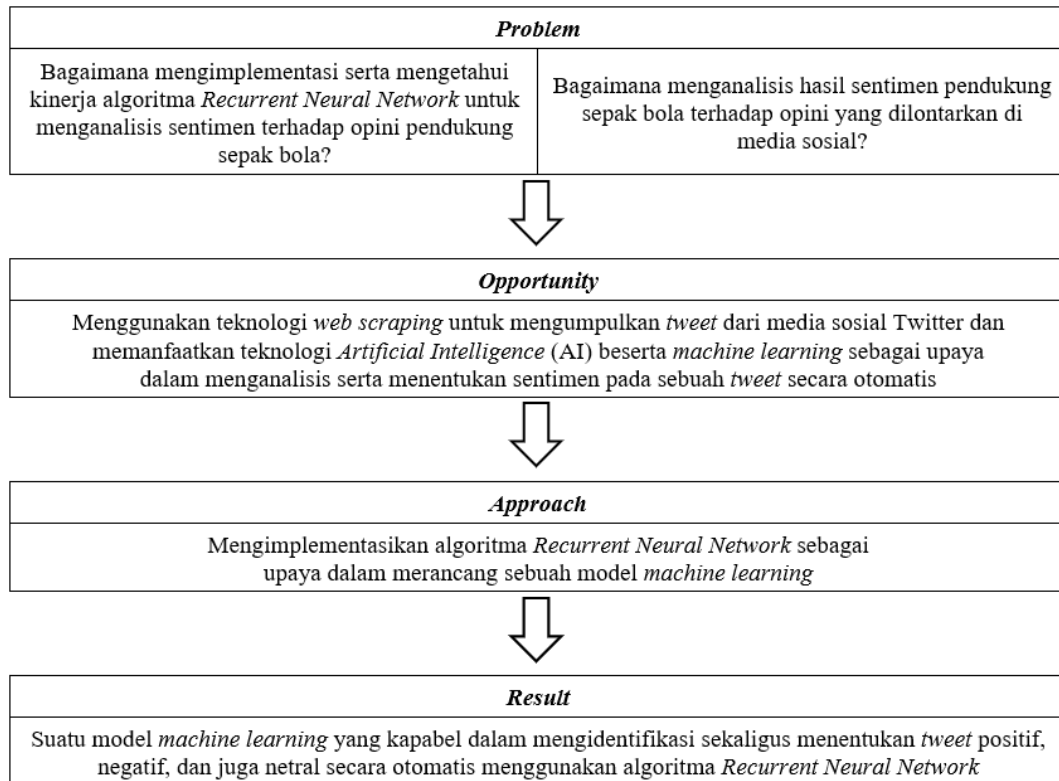 Problem
Bagaimana mengimplementasi serta mengetahui
kinerja algoritma Recurrent Neural Network untuk
menganalisis sentimen terhadap opini pendukung
sepak bola?
Bagaimana menganalisis hasil sentimen pendukung
sepak bola terhadap opini yang dilontarkan di
media sosial?
Opportunity
Menggunakan teknologi web scraping untuk mengumpulkan tweet dari media sosial Twitter dan
memanfaatkan teknologi Artificial Intelligence (AI) beserta machine learning sebagai upaya
dalam menganalisis serta menentukan sentimen pada sebuah tweet secara otomatis
Approach
Mengimplementasikan algoritma Recurrent Neural Network sebagai
upaya dalam merancang sebuah model machine learning
Result
Suatu model machine learning yang kapabel dalam mengidentifikasi sekaligus menentukan tweet positif,
negatif, dan juga netral secara otomatis menggunakan algoritma Recurrent Neural Network